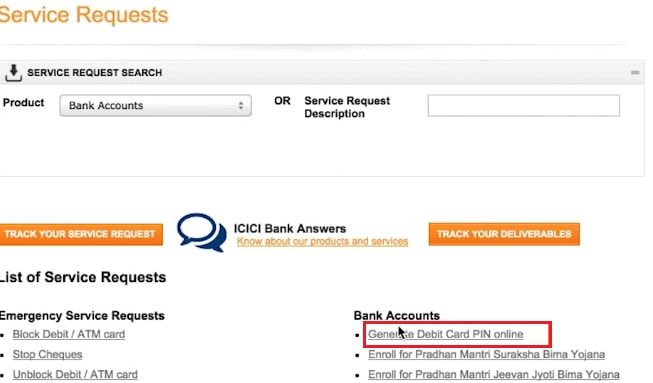 Service Requests
SERVICE REQUEST SEARCH
Product
Bank Accounts
OR
Service Request
Description
TRACK YOUR SERVICE REQUEST
ICICI Bank Answers
Know about our products and services
TRACK YOUR DELIVERABLES
List of Service Requests
Emergency Service Requests
Block Debit / ATM card
Stop Cheques
Unblock Debit / ATM card
Bank Accounts
Generate Debit Card PIN online
Enroll for Pradhan Mantri Suraksha Bima Yojana
Enroll for Pradhan Mantri Jeevan Jyoti Bima Yojana